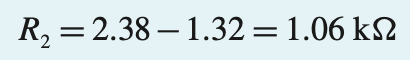 R₂ = 2.38 – 1.32 = 1.06 kΩ